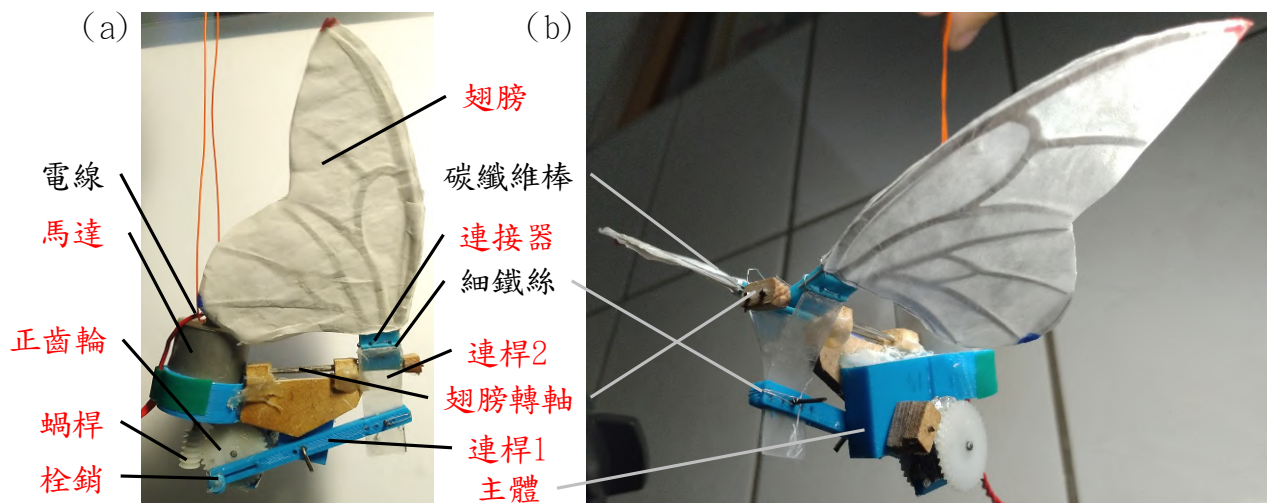 (a)
(b)
翅膀
電線
碳纖維棒
馬達
連接器
細鐵絲
正齒輪
連桿2
翅膀轉軸
蝸桿
連桿1
栓銷
主體